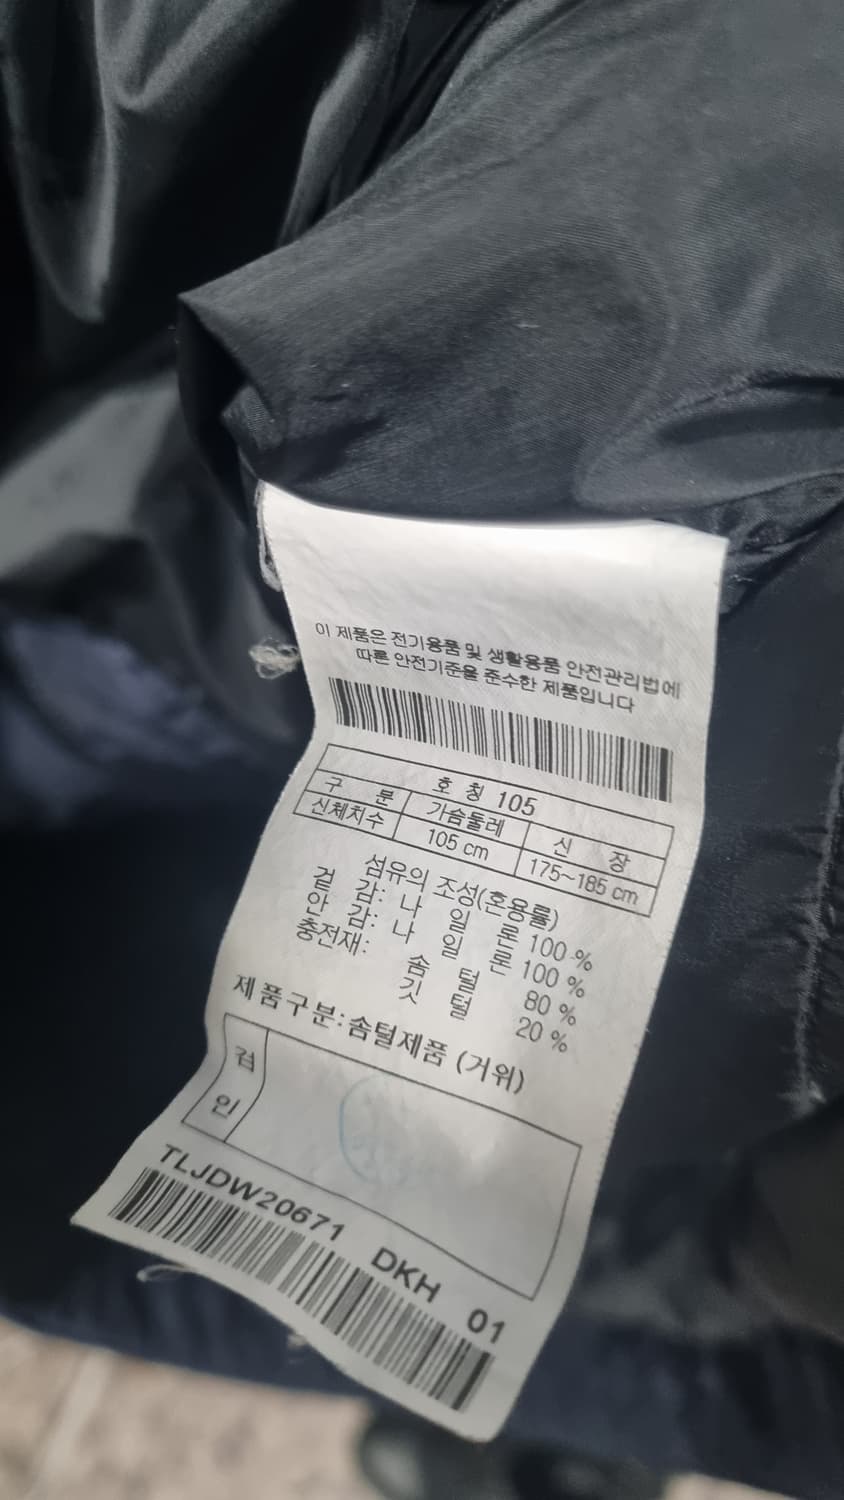 이 제품은 전기용품 및 생활용품 안전관리법에
따른 안전기준을 준수한 제품입니다
호 칭 105
구 분 가슴둘레 신 장
신체치수 105 cm 175~185 cm
섬유의 조성(혼용률)
겉 감: 나 일 론 100 %
안 감: 나 일 론 100 %
충전재: 솜 털 80 %
깃 털 20 %
제품구분:솜털제품 (거위)
검
인
TLJDW20671 DKH 01